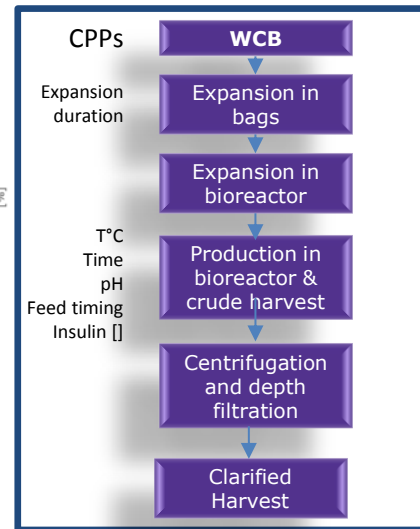 CPPs
WCB
Expansion
duration
Expansion in
bags
Expansion in
bioreactor
T°C
Time
pH
Feed timing
Insulin []
Production in
bioreactor &
crude harvest
Centrifugation
and depth
filtration
Clarified
Harvest
[%]